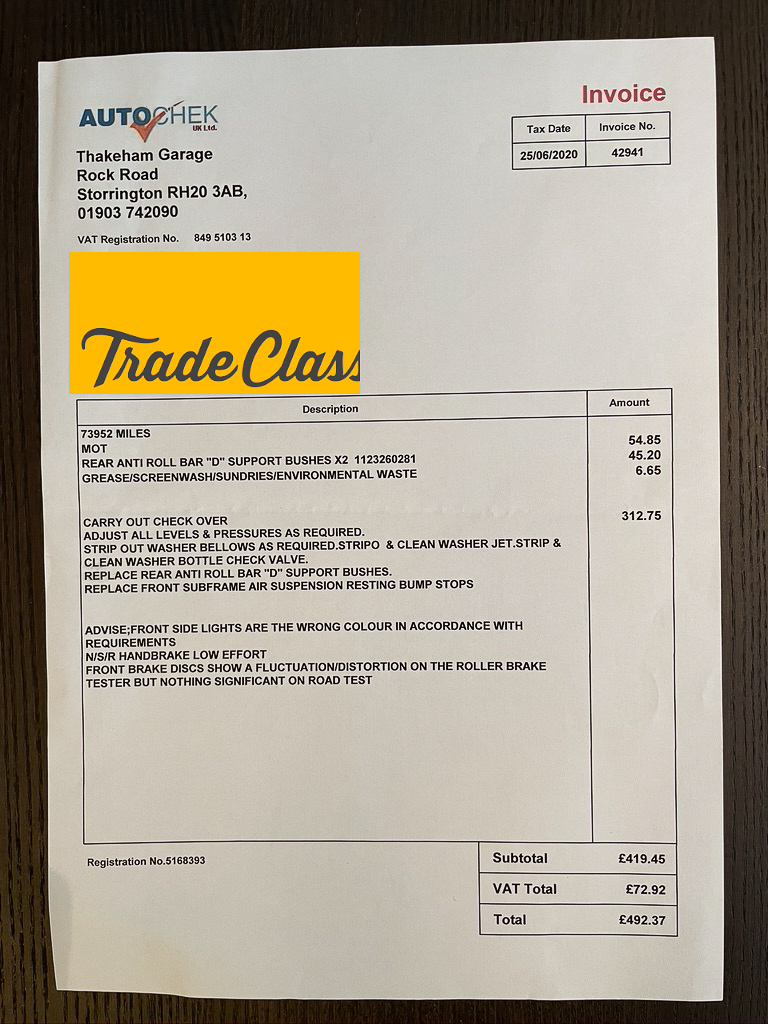 AUTOCHEK
UK Ltd.
Invoice
Tax Date Invoice No.
25/06/2020 42941
Thakeham Garage
Rock Road
Storrington RH20 3AB,
01903 742090
VAT Registration No. 849 5103 13
Trade Class
Description Amount
73952 MILES
MOT 54.85
REAR ANTI ROLL BAR "D" SUPPORT BUSHES X2 1123260281 45.20
GREASE/SCREENWASH/SUNDRIES/ENVIRONMENTAL WASTE 6.65
CARRY OUT CHECK OVER 312.75
ADJUST ALL LEVELS & PRESSURES AS REQUIRED.
STRIP OUT WASHER BELLOWS AS REQUIRED.STRIPO & CLEAN WASHER JET.STRIP &
CLEAN WASHER BOTTLE CHECK VALVE.
REPLACE REAR ANTI ROLL BAR "D" SUPPORT BUSHES.
REPLACE FRONT SUBFRAME AIR SUSPENSION RESTING BUMP STOPS
ADVISE;FRONT SIDE LIGHTS ARE THE WRONG COLOUR IN ACCORDANCE WITH
REQUIREMENTS
N/S/R HANDBRAKE LOW EFFORT
FRONT BRAKE DISCS SHOW A FLUCTUATION/DISTORTION ON THE ROLLER BRAKE
TESTER BUT NOTHING SIGNIFICANT ON ROAD TEST
Registration No.5168393
Subtotal £419.45
VAT Total £72.92
Total £492.37